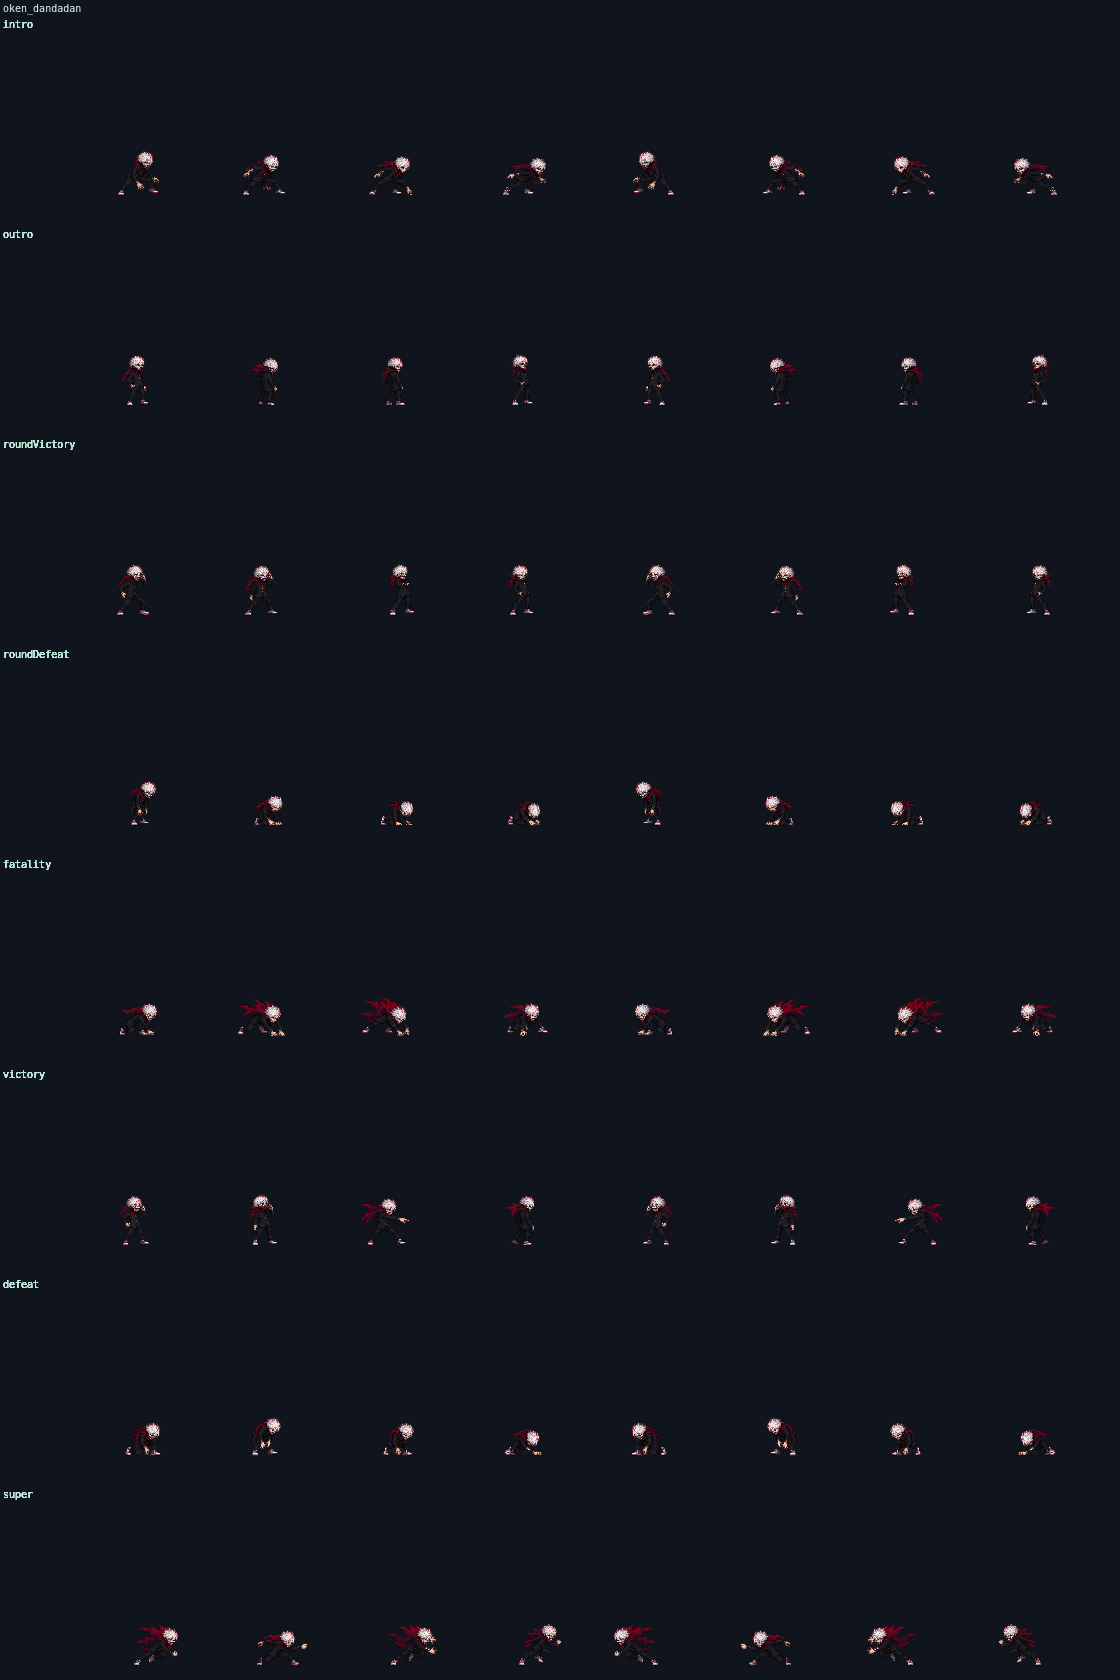 oken_dandadan
intro
outro
roundVictory
roundDefeat
fatality
victory
defeat
super